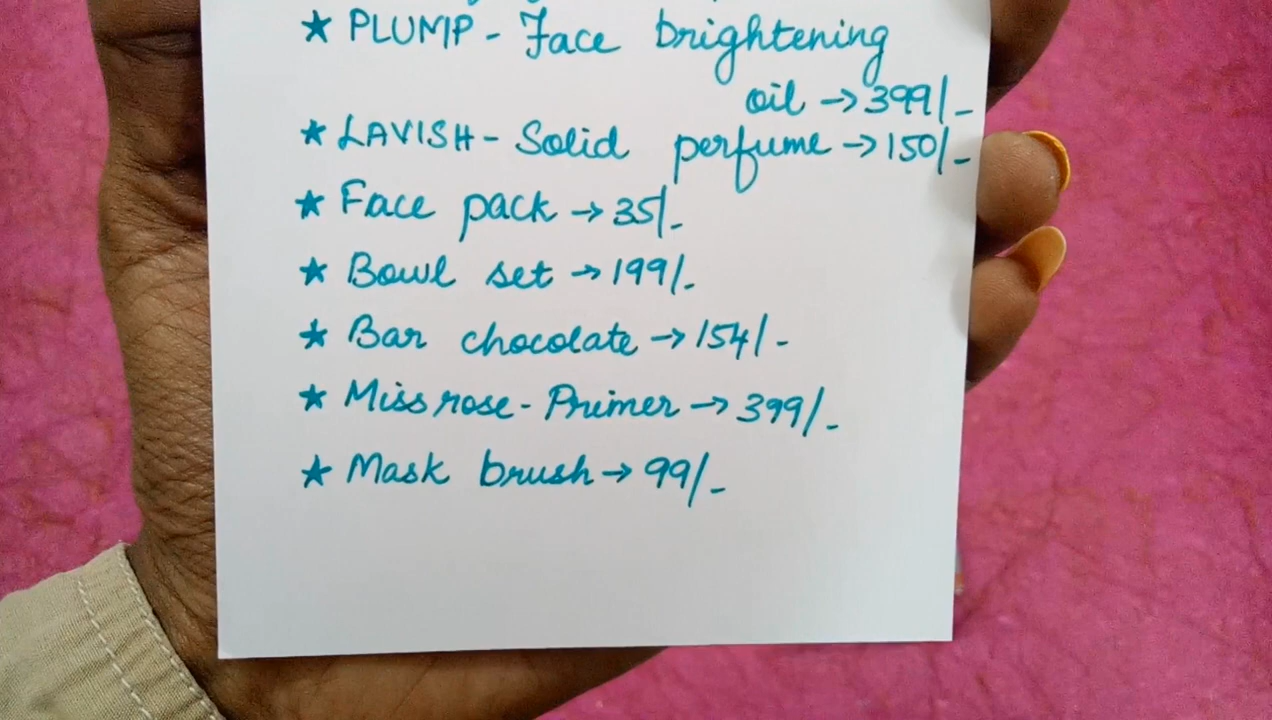 ★ PLUMP - Face brightening
oil → 399/-
★ LAVISH - Solid perfume → 150/-
★ Face pack → 35/-
★ Bowl set → 199/-
★ Bar chocolate → 154/-
★ Miss rose - Primer → 399/-
★ Mask brush → 99/-